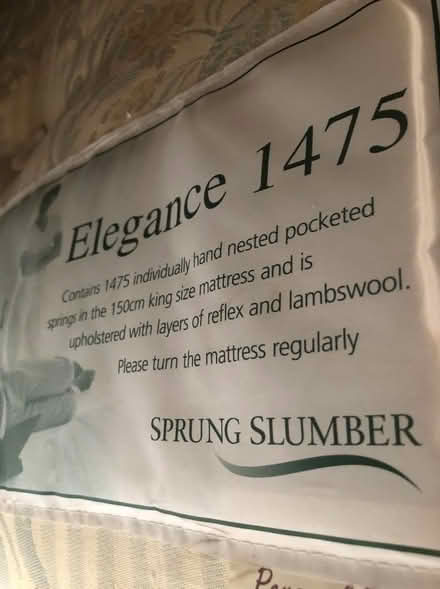 Elegance 1475
Contains 1475 individually hand nested pocketed
springs in the 150cm king size mattress and is
upholstered with layers of reflex and lambswool.
Please turn the mattress regularly
SPRUNG SLUMBER